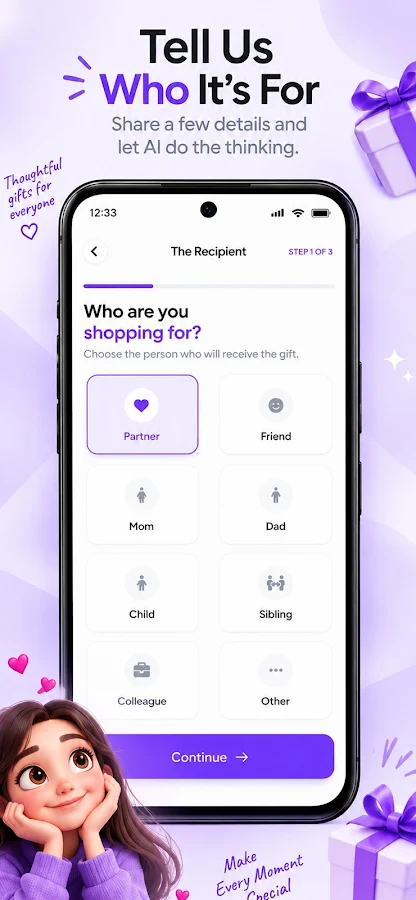 Tell Us
Who It's For
Share a few details and
let AI do the thinking.
Thoughtful
gifts for
everyone
12:33
The Recipient
STEP 1 OF 3
Who are you
shopping for?
Choose the person who will receive the gift.
Partner
Friend
Mom
Dad
Child
Sibling
Colleague
Other
Continue →
Make
Every Moment
Special